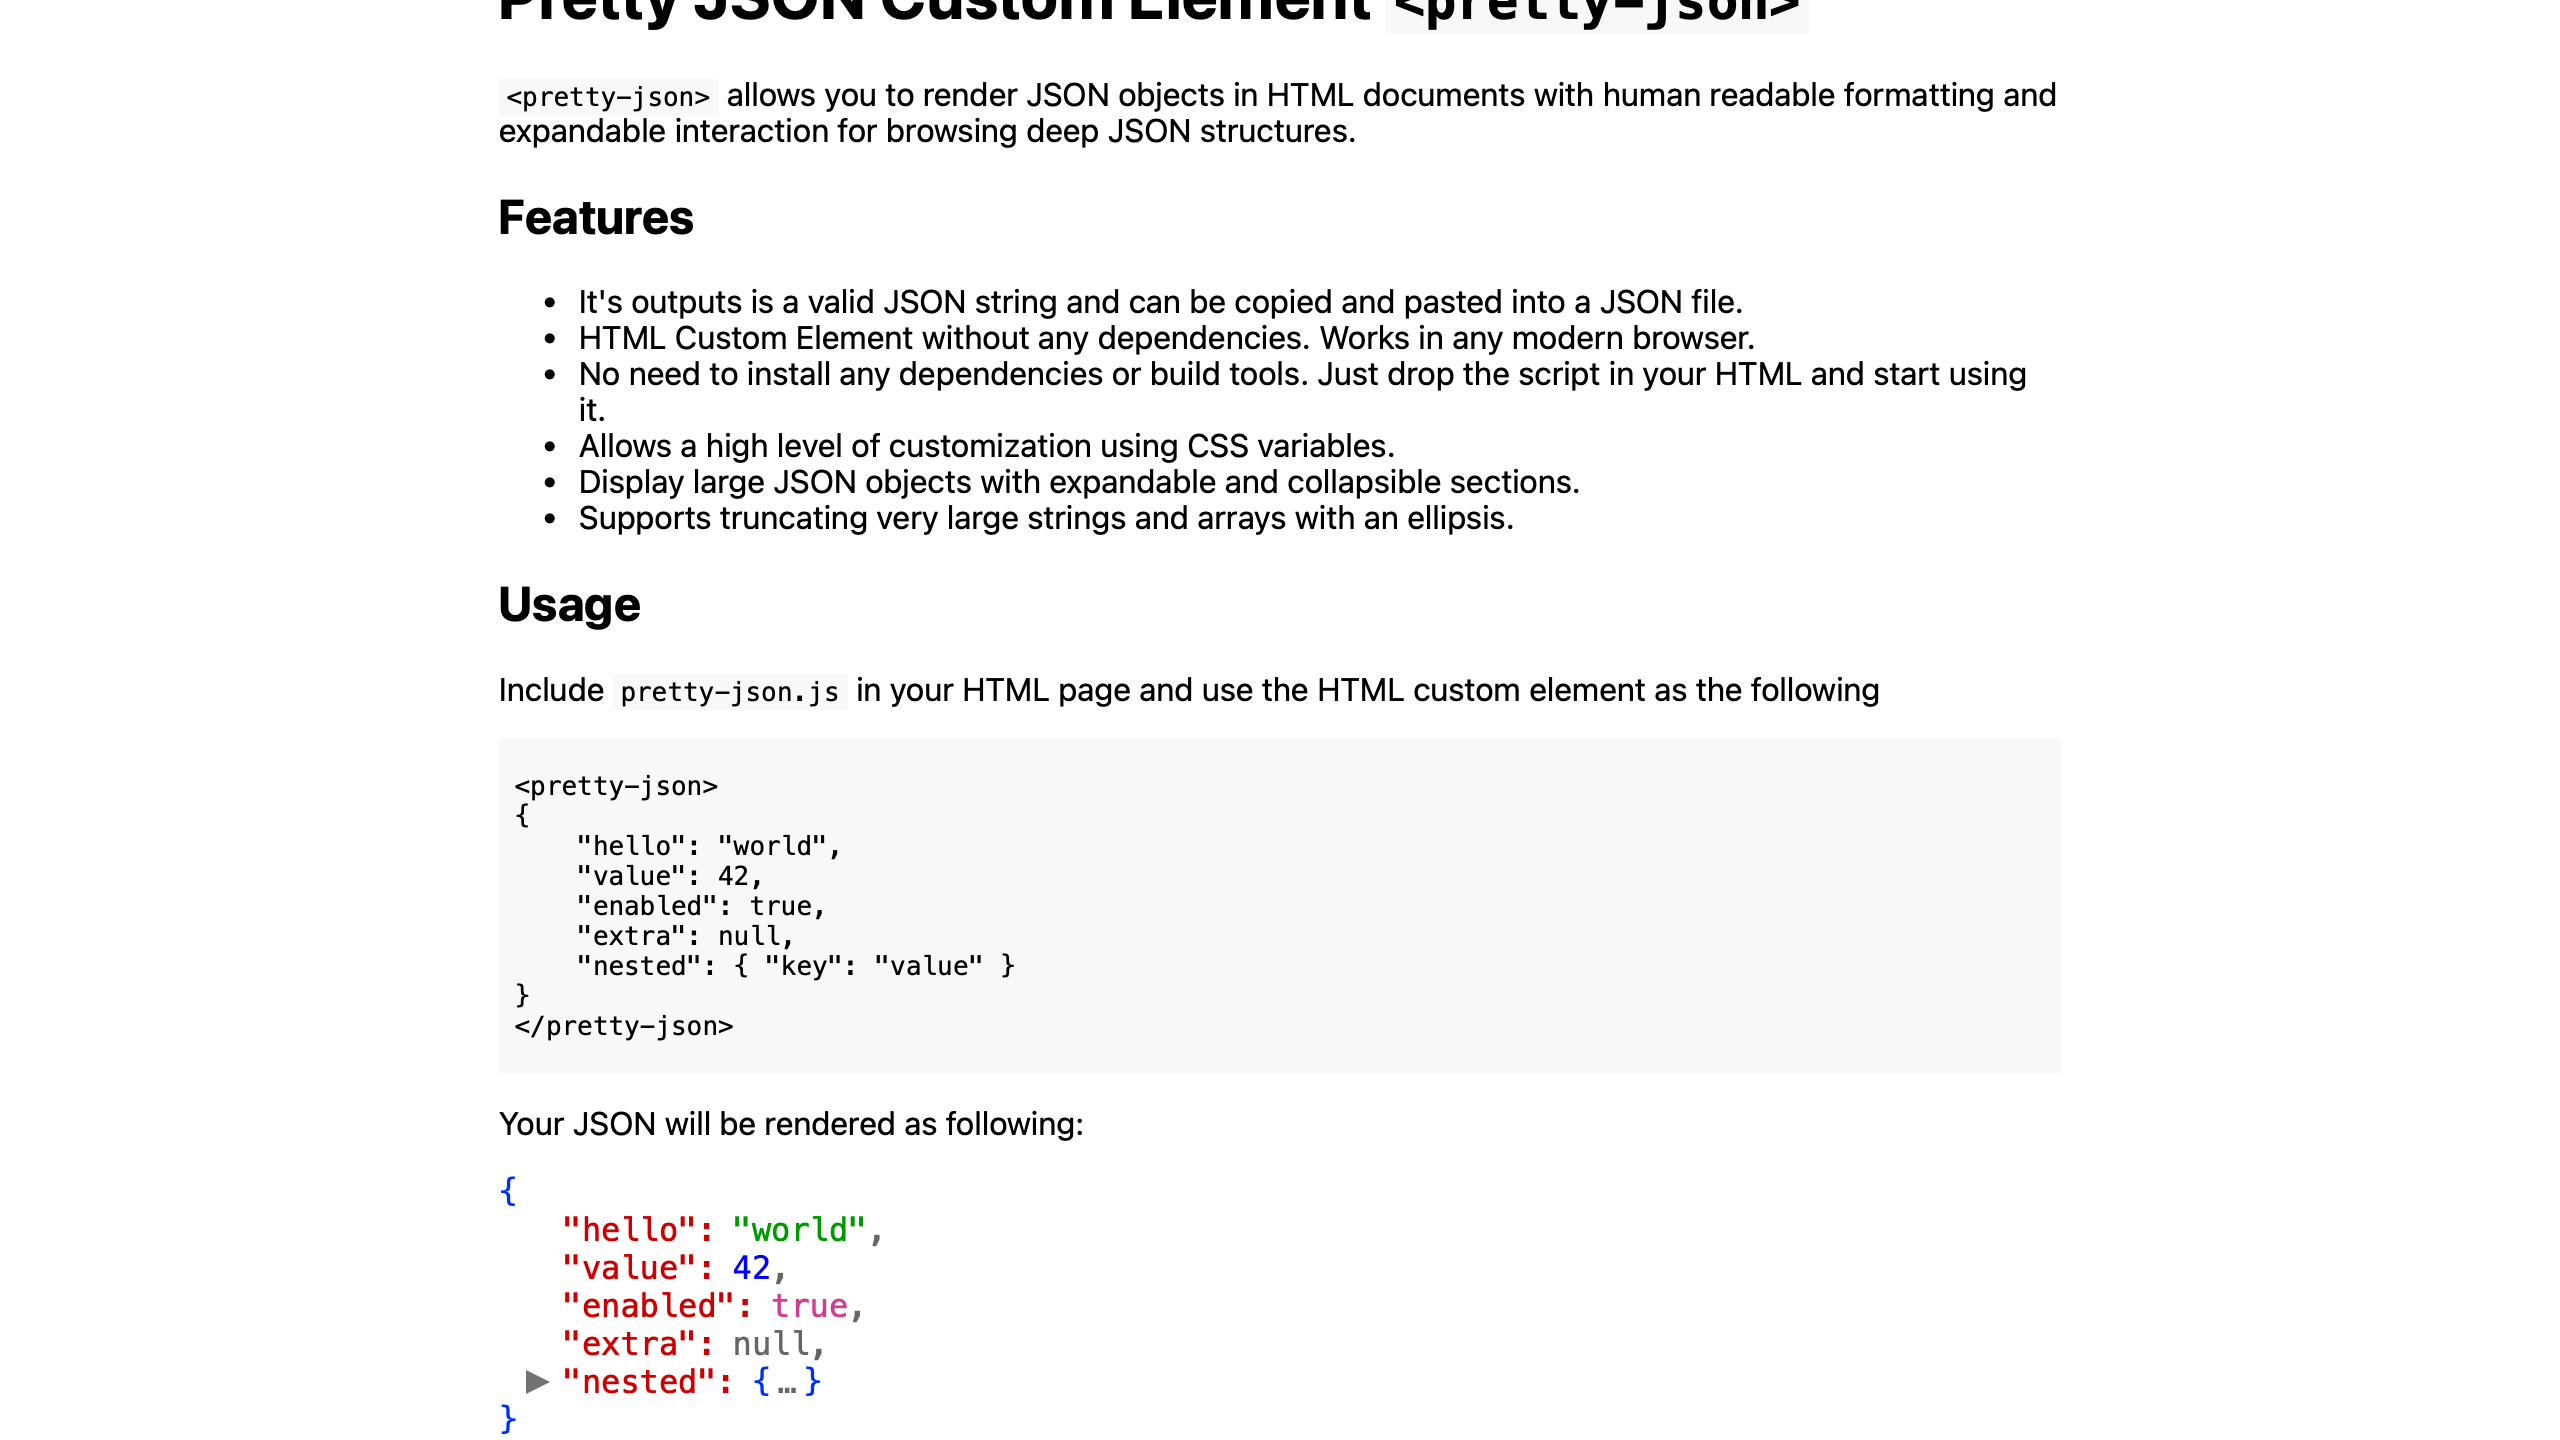 Pretty JSON Custom Element <pretty-json>
<pretty-json> allows you to render JSON objects in HTML documents with human readable formatting and
expandable interaction for browsing deep JSON structures.
Features
• It's outputs is a valid JSON string and can be copied and pasted into a JSON file.
• HTML Custom Element without any dependencies. Works in any modern browser.
• No need to install any dependencies or build tools. Just drop the script in your HTML and start using
it.
• Allows a high level of customization using CSS variables.
• Display large JSON objects with expandable and collapsible sections.
• Supports truncating very large strings and arrays with an ellipsis.
Usage
Include pretty-json.js in your HTML page and use the HTML custom element as the following
<pretty-json>
{
    "hello": "world",
    "value": 42,
    "enabled": true,
    "extra": null,
    "nested": { "key": "value" }
}
</pretty-json>
Your JSON will be rendered as following:
{
    "hello": "world",
    "value": 42,
    "enabled": true,
    "extra": null,
  ▶ "nested": {…}
}